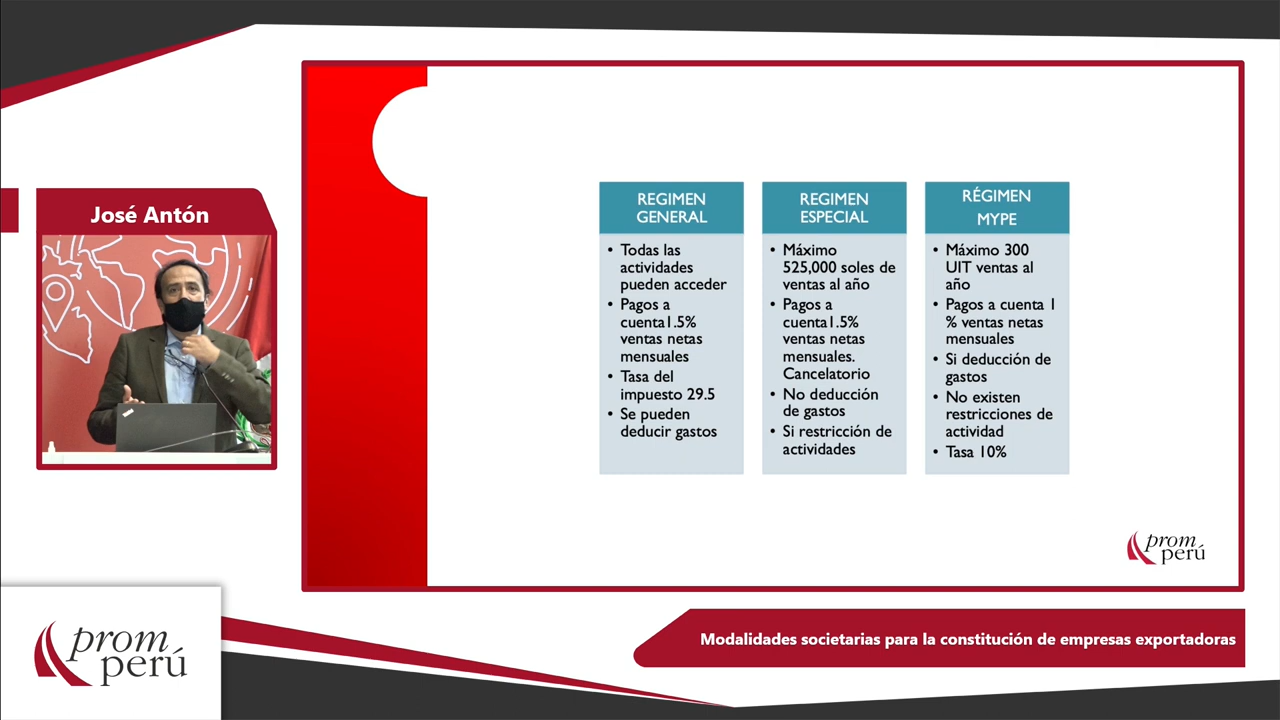 José Antón
REGIMEN
GENERAL
• Todas las
actividades
pueden acceder
• Pagos a
cuenta1.5%
ventas netas
mensuales
• Tasa del
impuesto 29.5
• Se pueden
deducir gastos
REGIMEN
ESPECIAL
• Máximo
525,000 soles de
ventas al año
• Pagos a
cuenta1.5%
ventas netas
mensuales.
Cancelatorio
• No deducción
de gastos
• Si restricción de
actividades
RÉGIMEN
MYPE
• Máximo 300
UIT ventas al
año
• Pagos a cuenta 1
% ventas netas
mensuales
• Si deducción de
gastos
• No existen
restricciones de
actividad
• Tasa 10%
prom
perú
Modalidades societarias para la constitución de empresas exportadoras
prom
perú